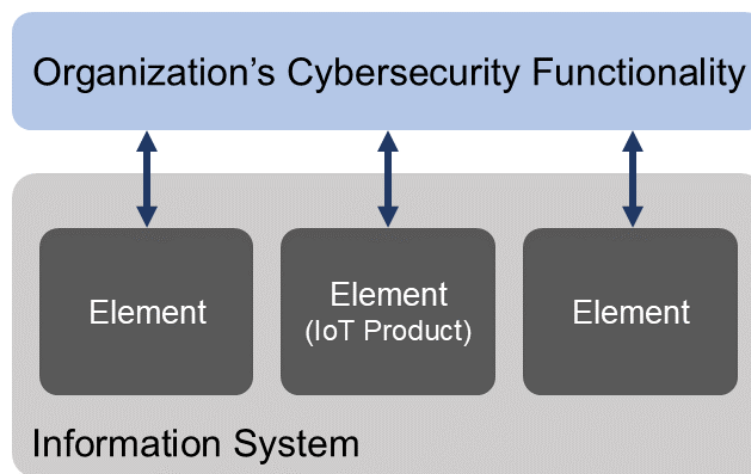 Organization’s Cybersecurity Functionality
Element
Element
(IoT Product)
Element
Information System